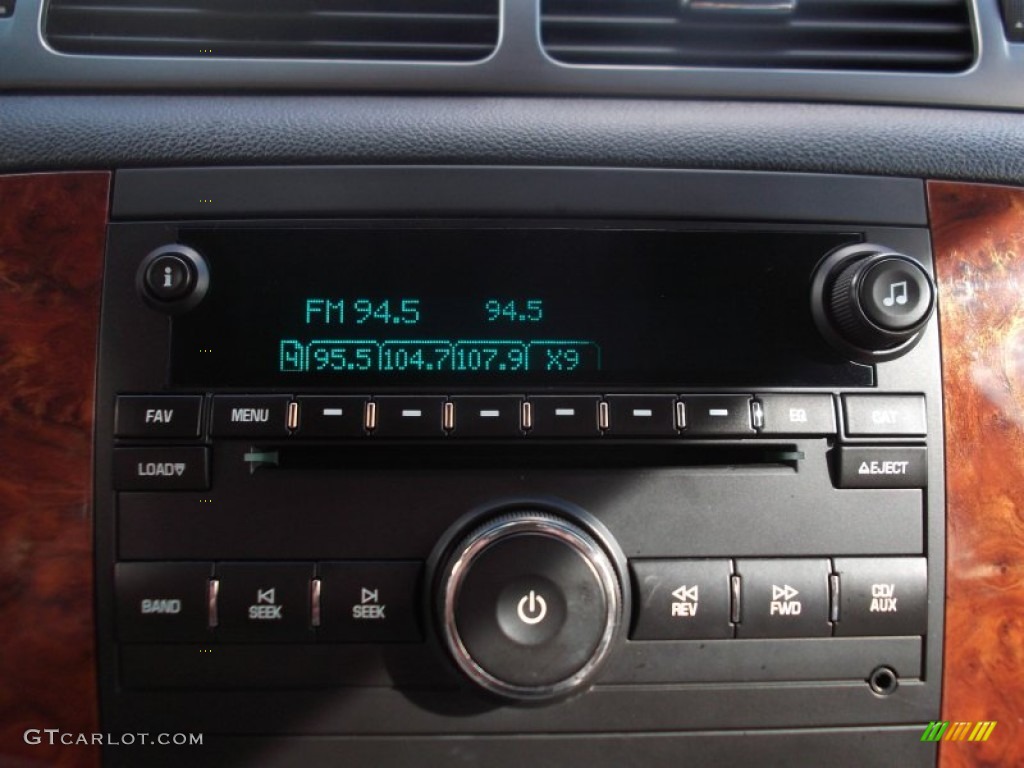 i
FM 94.5 94.5
4 95.5 104.7 107.9 X9
FAV MENU EQ CAT
LOAD EJECT
BAND SEEK SEEK REV FWD CD/
AUX
GTCARLOT.COM